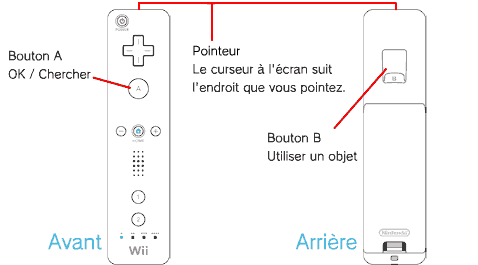 POWER
Bouton A
OK / Chercher
Pointeur
Le curseur à l'écran suit
l'endroit que vous pointez.
A
B
Bouton B
Utiliser un objet
HOME
1
2
Nintendo
Avant
Wii
Arrière